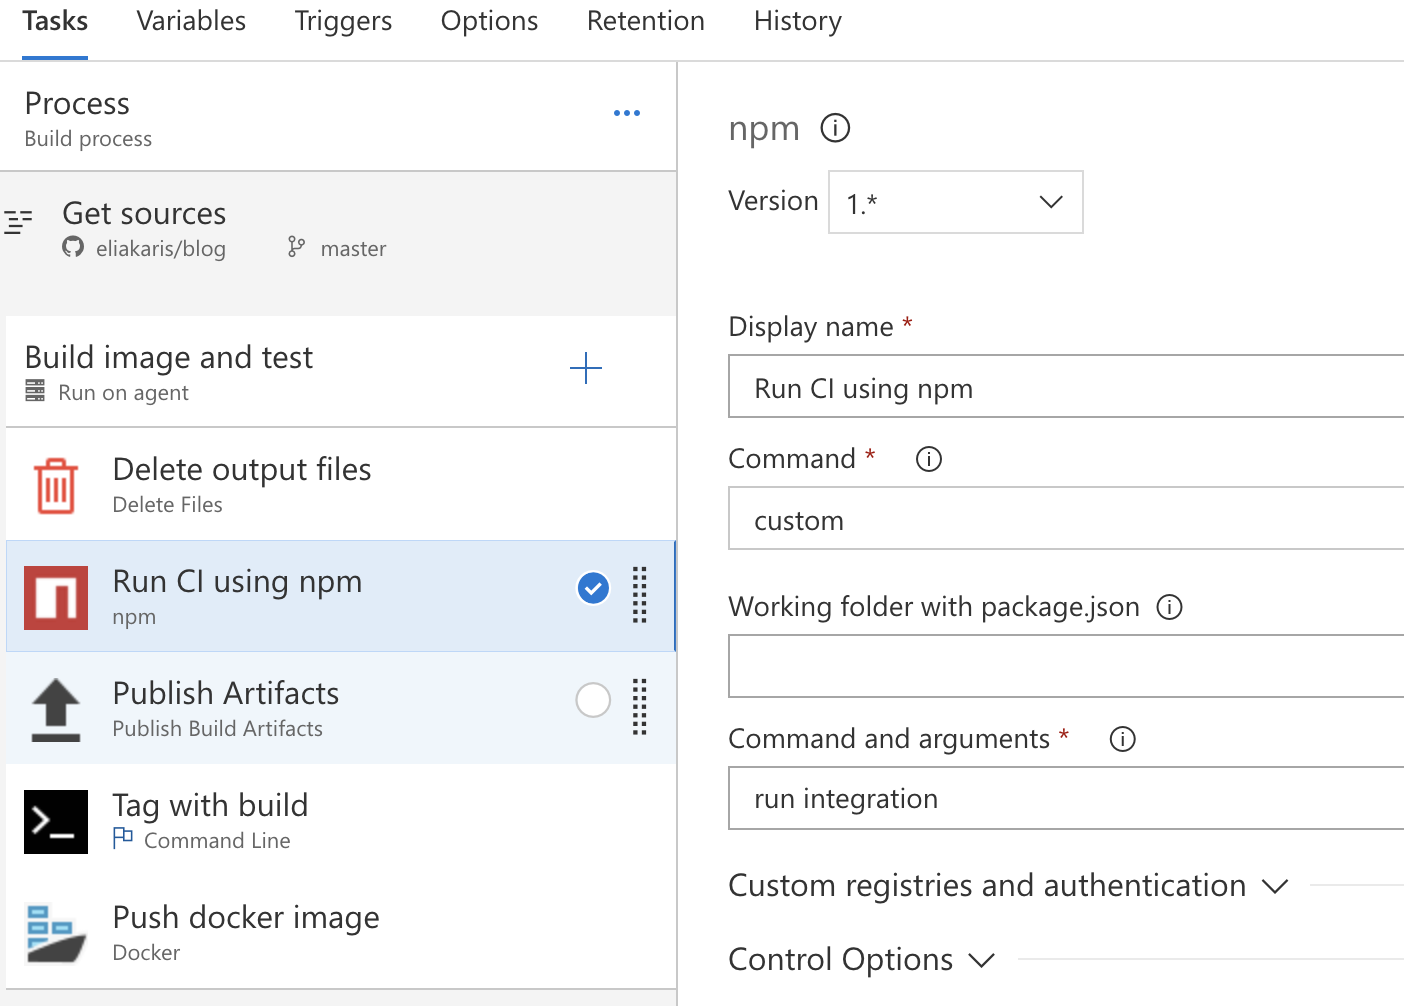 Tasks Variables Triggers Options Retention History
Process
Build process
Get sources
eliakaris/blog master
Build image and test
Run on agent
Delete output files
Delete Files
Run CI using npm
npm
Publish Artifacts
Publish Build Artifacts
Tag with build
Command Line
Push docker image
Docker
npm
Version 1.*
Display name *
Run CI using npm
Command *
custom
Working folder with package.json
Command and arguments *
run integration
Custom registries and authentication
Control Options